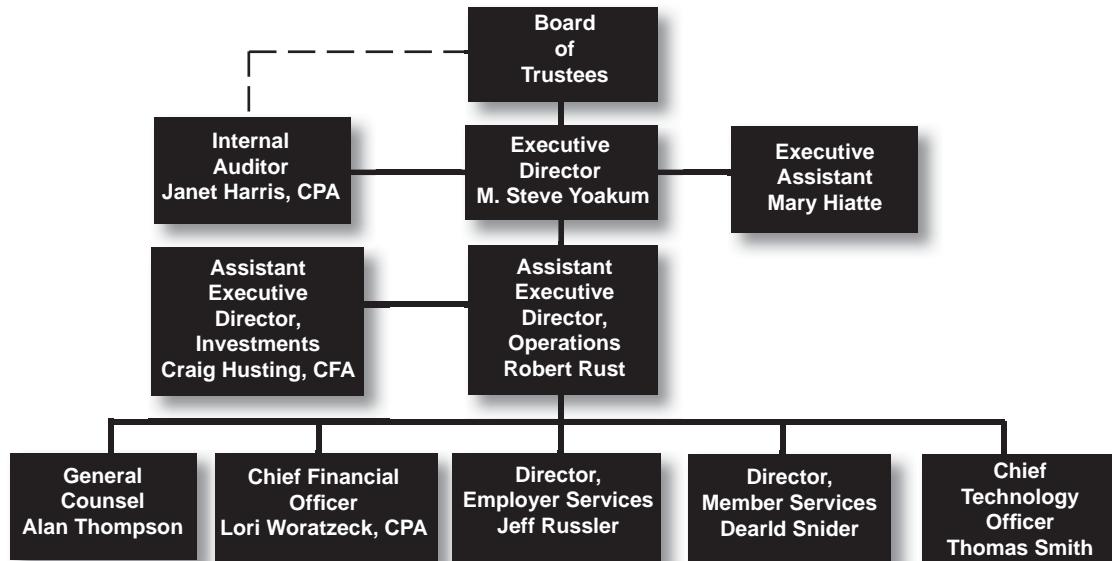 Board
of
Trustees
Internal
Auditor
Janet Harris, CPA
Executive
Director
M. Steve Yoakum
Executive
Assistant
Mary Hiatte
Assistant
Executive
Director,
Investments
Craig Husting, CFA
Assistant
Executive
Director,
Operations
Robert Rust
General
Counsel
Alan Thompson
Chief Financial
Officer
Lori Woratzeck, CPA
Director,
Employer Services
Jeff Russler
Director,
Member Services
Dearld Snider
Chief
Technology
Officer
Thomas Smith